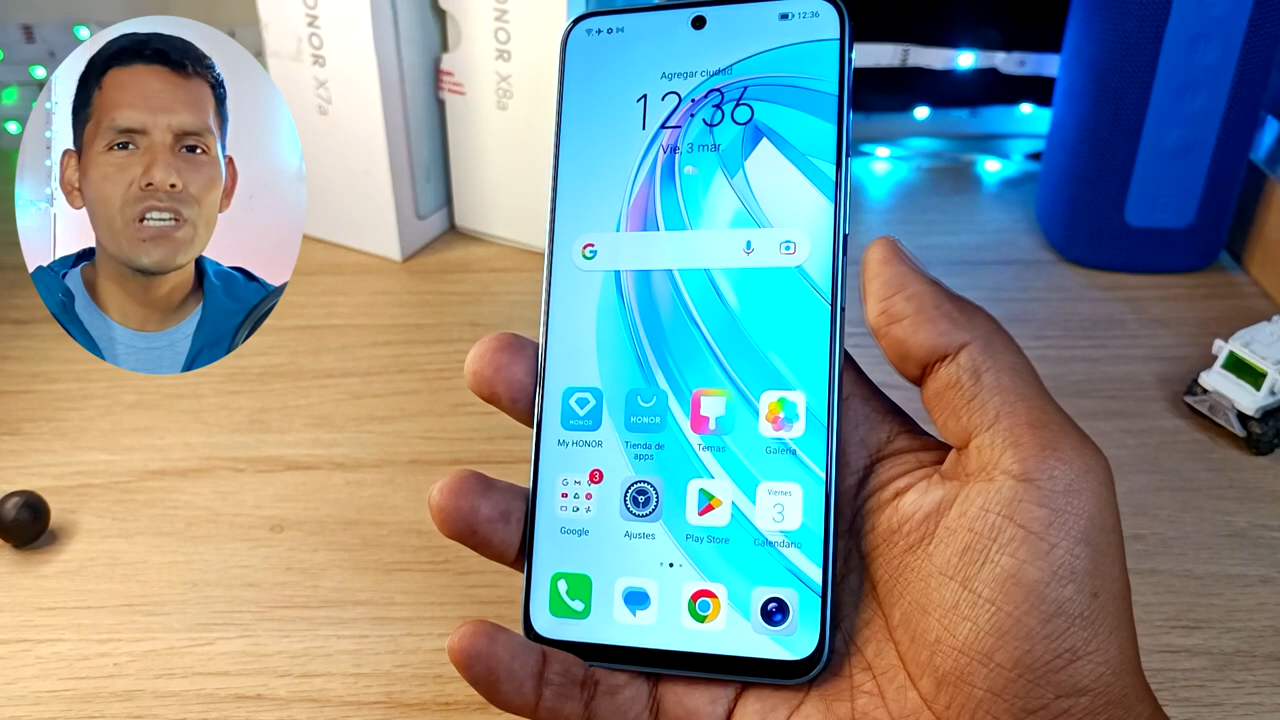 HONOR X7a
HONOR X8a
12:36
Agregar ciudad
12:36
Vie, 3 mar.
My HONOR
HONOR
Tienda de
apps
HONOR
Temas
Galería
Google
3
Ajustes
Play Store
Viernes
3
Calendario